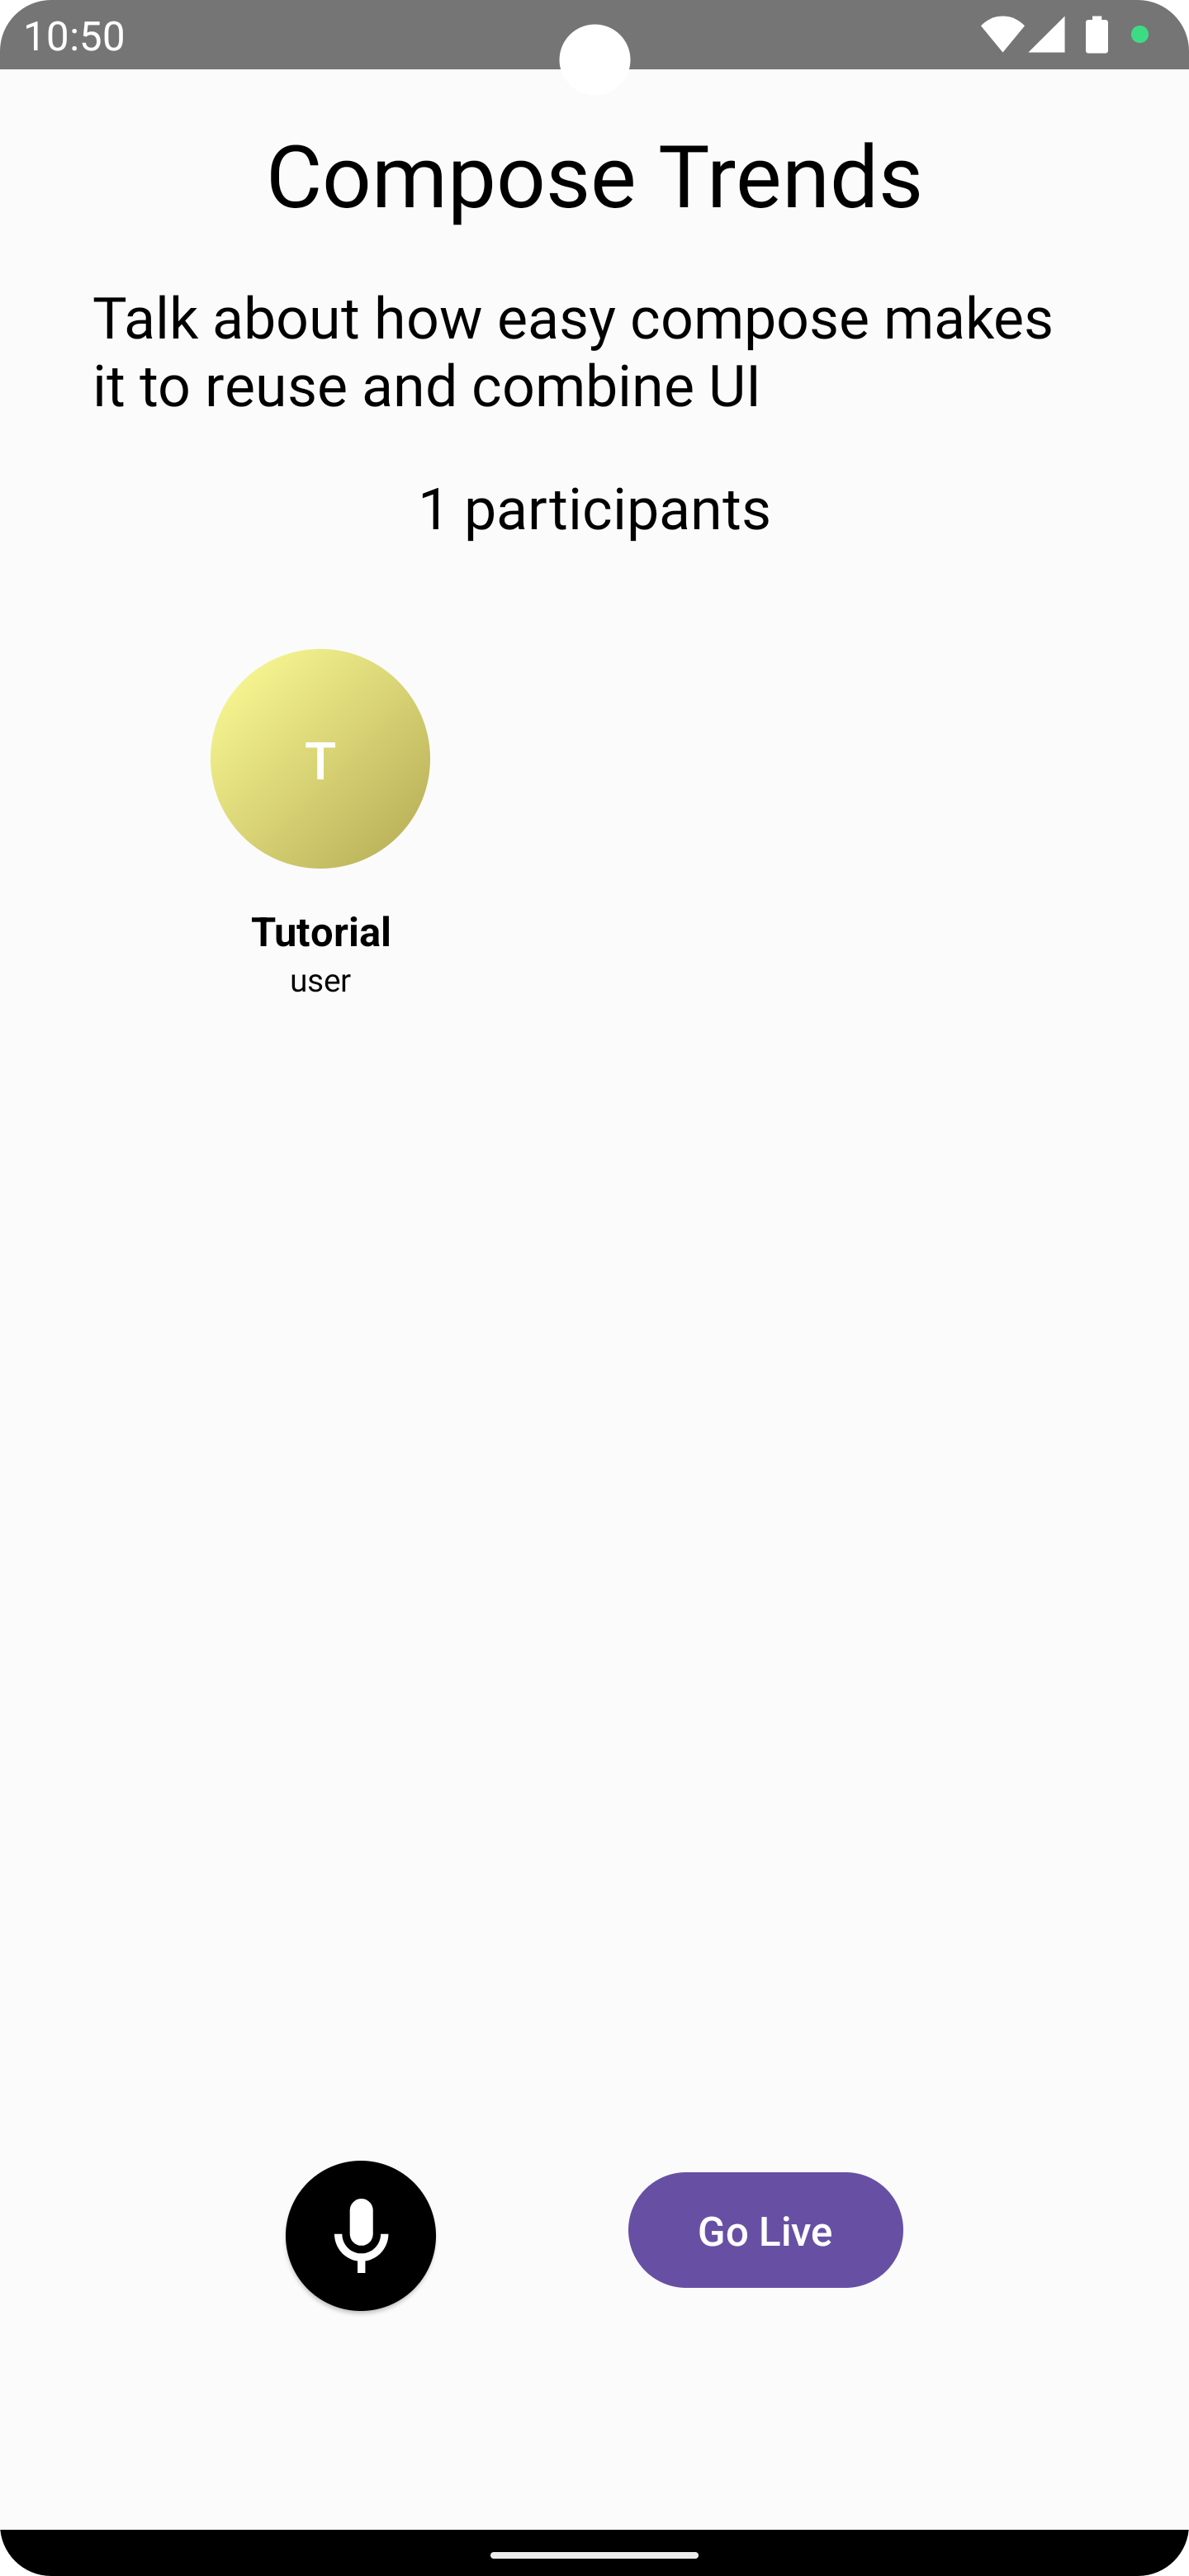 10:50
Compose Trends
Talk about how easy compose makes
it to reuse and combine UI
1 participants
T
Tutorial
user
Go Live